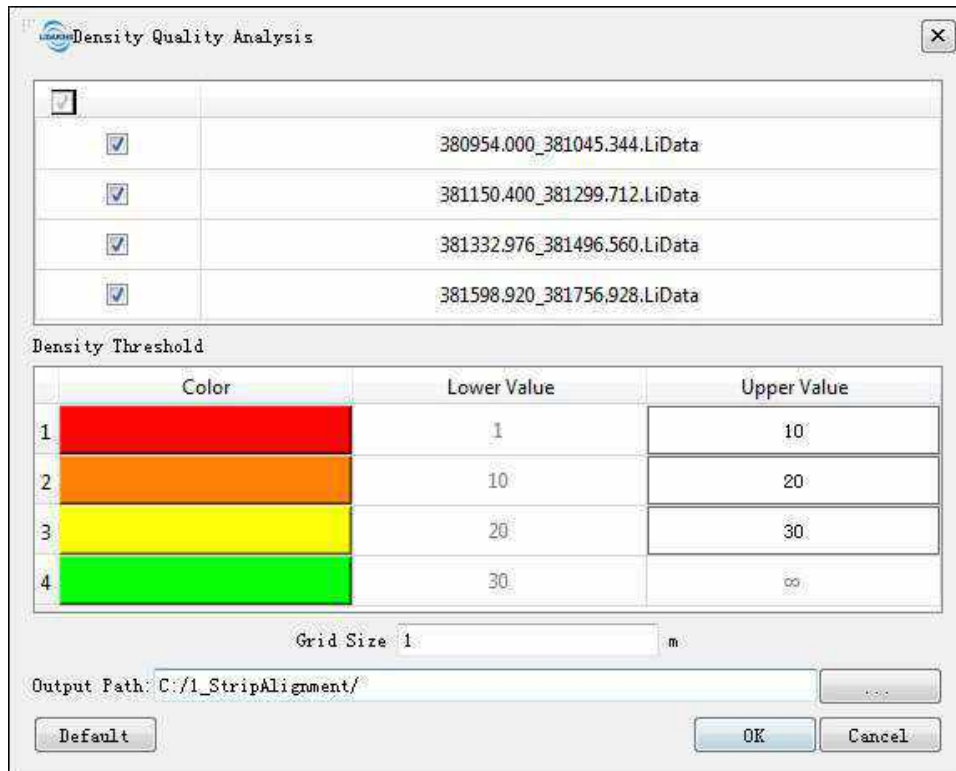 Density Quality Analysis
380954.000_381045.344.LiData
381150.400_381299.712.LiData
381332.976_381496.560.LiData
381598.920_381756.928.LiData
Density Threshold
Color Lower Value Upper Value
1 1 10
2 10 20
3 20 30
4 30 ∞
Grid Size 1 m
Output Path: C:/1_StripAlignment/ ...
Default OK Cancel